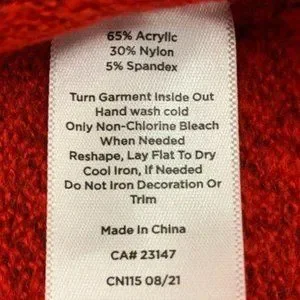 65% Acrylic
30% Nylon
5% Spandex
Turn Garment Inside Out
Hand wash cold
Only Non-Chlorine Bleach
When Needed
Reshape, Lay Flat To Dry
Cool Iron, If Needed
Do Not Iron Decoration Or
Trim
Made In China
CA# 23147
CN115 08/21